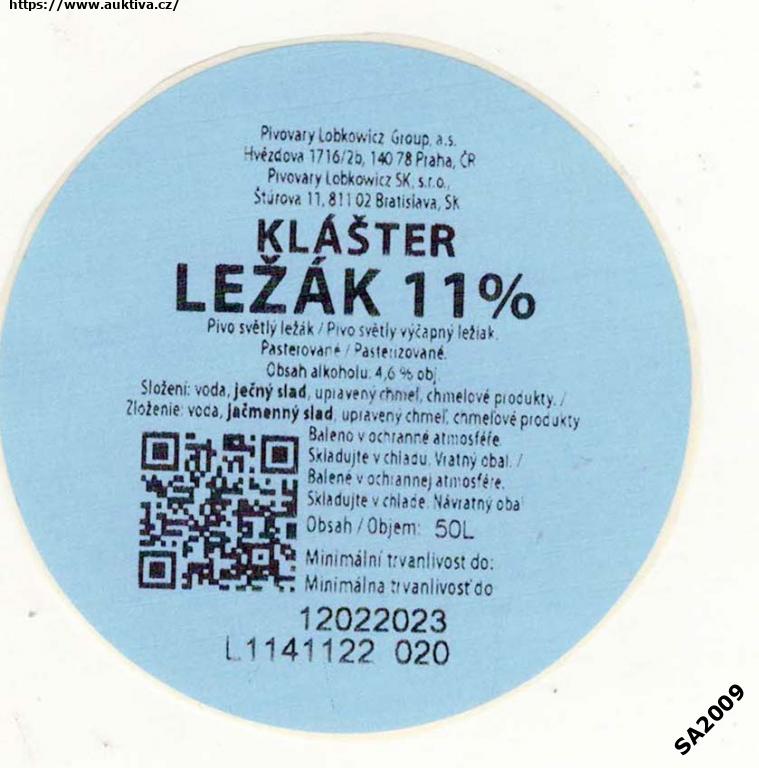 https://www.auktiva.cz/
Pivovary Lobkowicz Group, a.s.
Hvězdova 1716/2b, 140 78 Praha, ČR
Pivovary Lobkowicz SK, s.r.o.,
Štúrova 11, 811 02 Bratislava, SK
KLÁŠTER
LEŽÁK 11%
Pivo světlý ležák / Pivo světlý výčapný ležiak.
Pasterované / Pasterizované.
Obsah alkoholu: 4,6 % obj.
Složení: voda, ječný slad, upravený chmel, chmelové produkty. /
Zloženie: voda, jačmenný slad, upravený chmeľ, chmeľové produkty
Baleno v ochranné atmosféře.
Skladujte v chladu. Vratný obal. /
Balené v ochrannej atmosfére.
Skladujte v chlade. Návratný obal
Obsah / Objem: 50L
Minimální trvanlivost do:
Minimálna trvanlivosť do
12022023
L1141122 020
SA2009